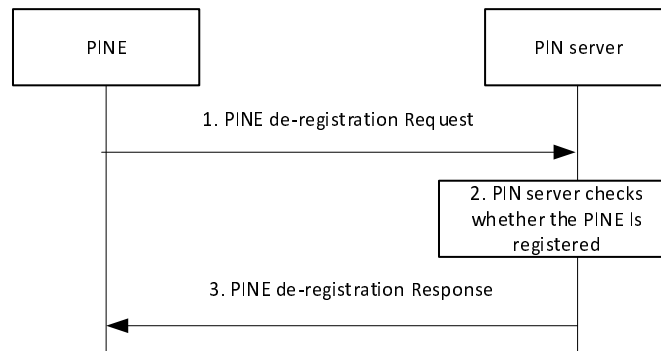 PINE
PIN server
1. PINE de-registration Request
2. PIN server checks
whether the PINE is
registered
3. PINE de-registration Response